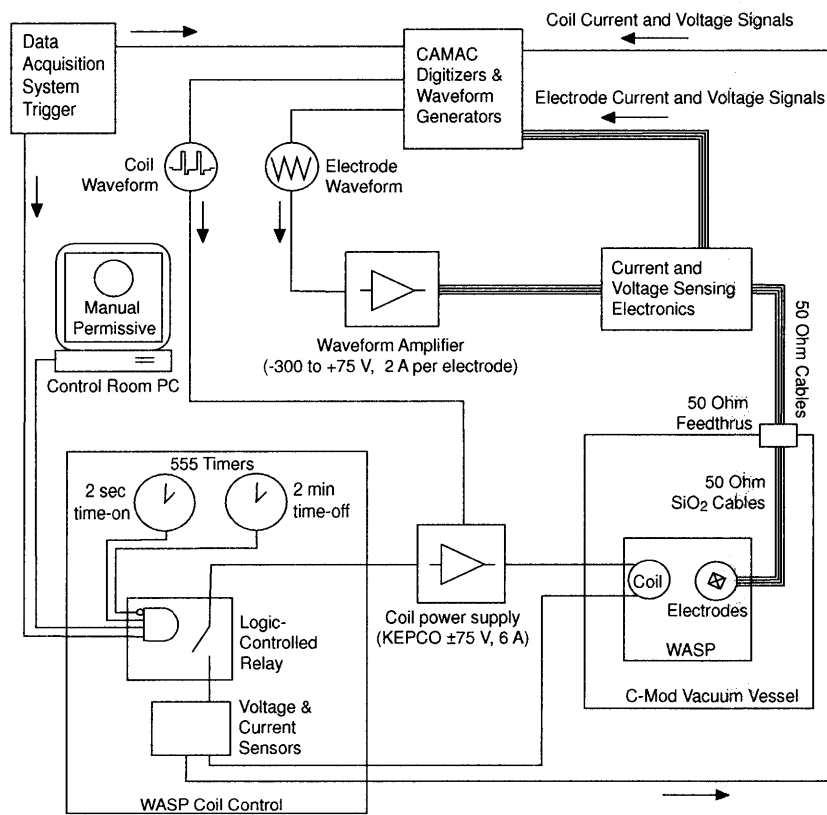 Coil Current and Voltage Signals
Data
Acquisition
System
Trigger
CAMAC
Digitizers &
Waveform
Generators
Electrode Current and Voltage Signals
Coil
Waveform
Electrode
Waveform
Manual
Permissive
Control Room PC
Waveform Amplifier
(-300 to +75 V, 2 A per electrode)
Current and
Voltage Sensing
Electronics
50 Ohm Cables
50 Ohm
Feedthrus
50 Ohm
SiO2 Cables
555 Timers
2 sec
time-on
2 min
time-off
Logic-
Controlled
Relay
Voltage &
Current
Sensors
WASP Coil Control
Coil power supply
(KEPCO ±75 V, 6 A)
Coil
Electrodes
WASP
C-Mod Vacuum Vessel